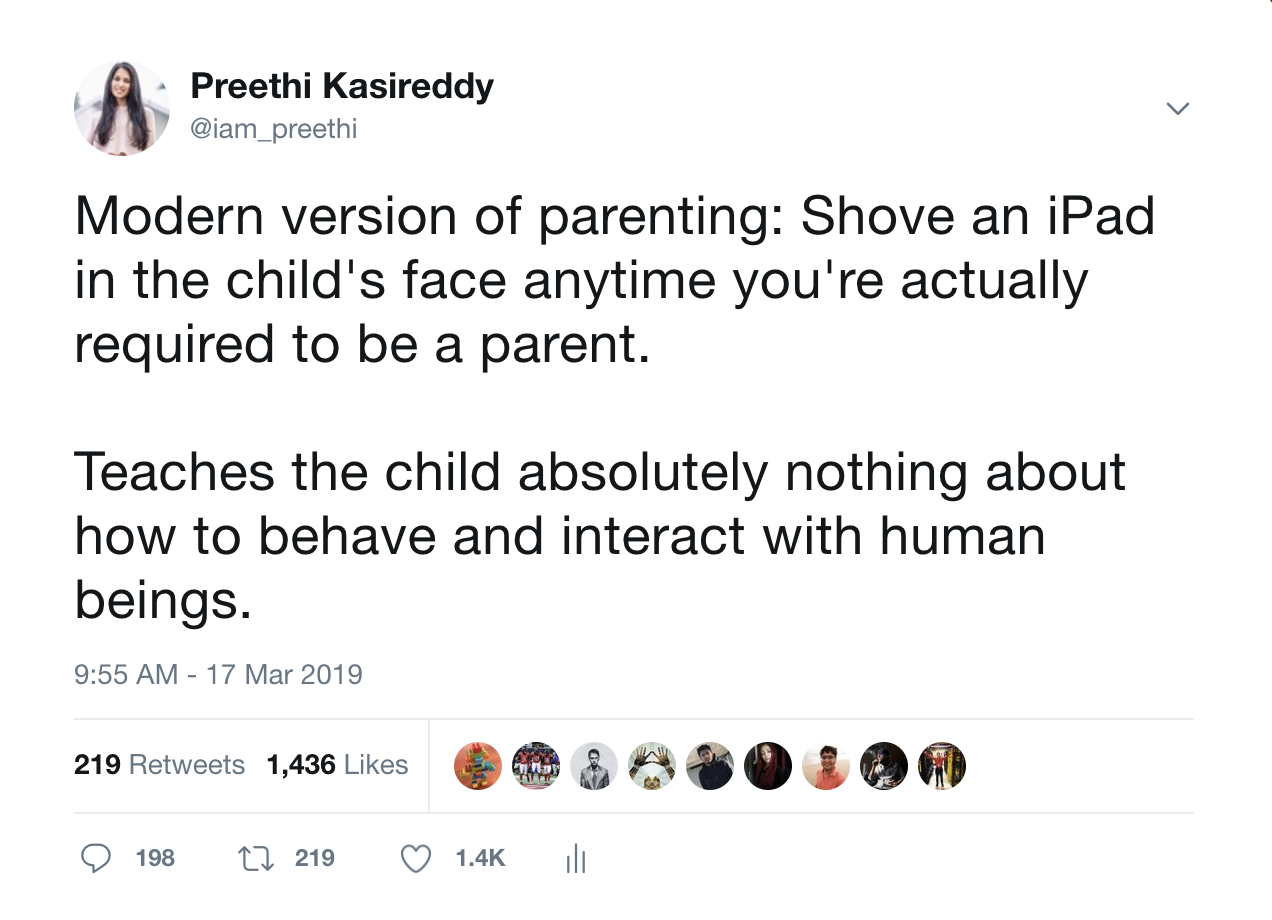 Preethi Kasireddy
@iam_preethi
Modern version of parenting: Shove an iPad
in the child's face anytime you're actually
required to be a parent.
Teaches the child absolutely nothing about
how to behave and interact with human
beings.
9:55 AM - 17 Mar 2019
219 Retweets 1,436 Likes
198 219 1.4K